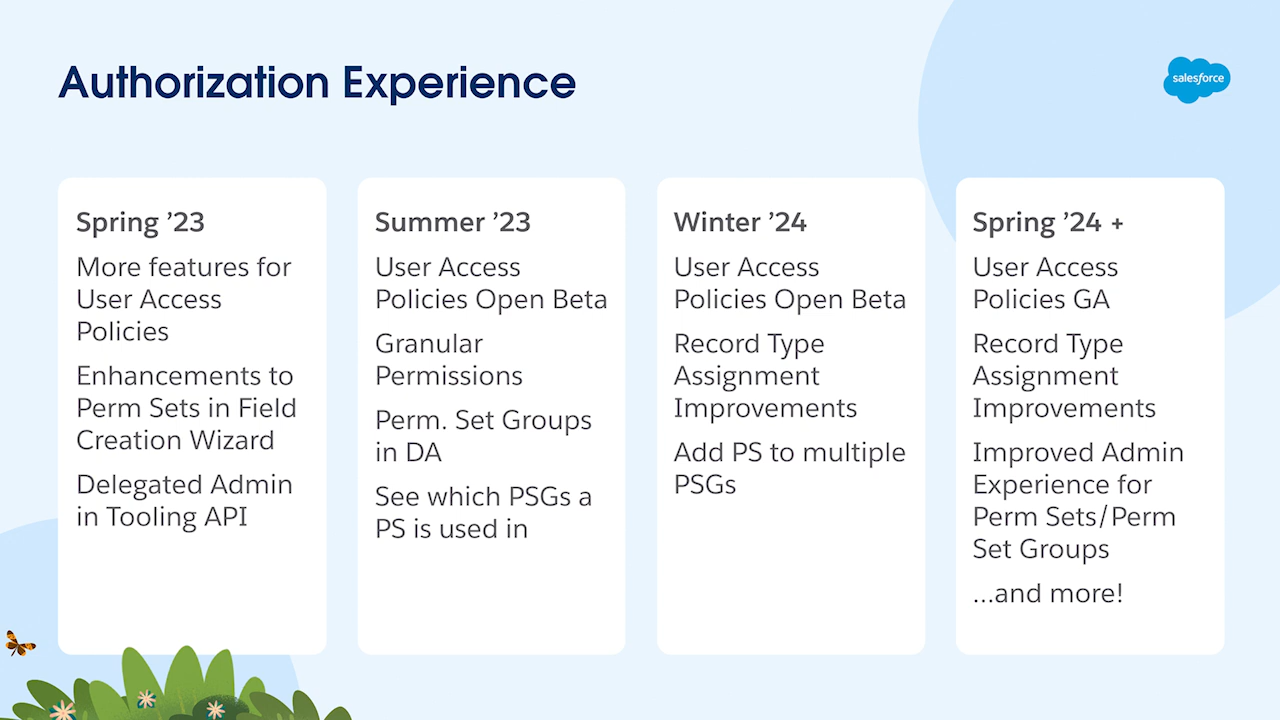 Authorization Experience
salesforce
Spring ’23
More features for
User Access
Policies
Enhancements to
Perm Sets in Field
Creation Wizard
Delegated Admin
in Tooling API
Summer ’23
User Access
Policies Open Beta
Granular
Permissions
Perm. Set Groups
in DA
See which PSGs a
PS is used in
Winter ’24
User Access
Policies Open Beta
Record Type
Assignment
Improvements
Add PS to multiple
PSGs
Spring ’24 +
User Access
Policies GA
Record Type
Assignment
Improvements
Improved Admin
Experience for
Perm Sets/Perm
Set Groups
...and more!